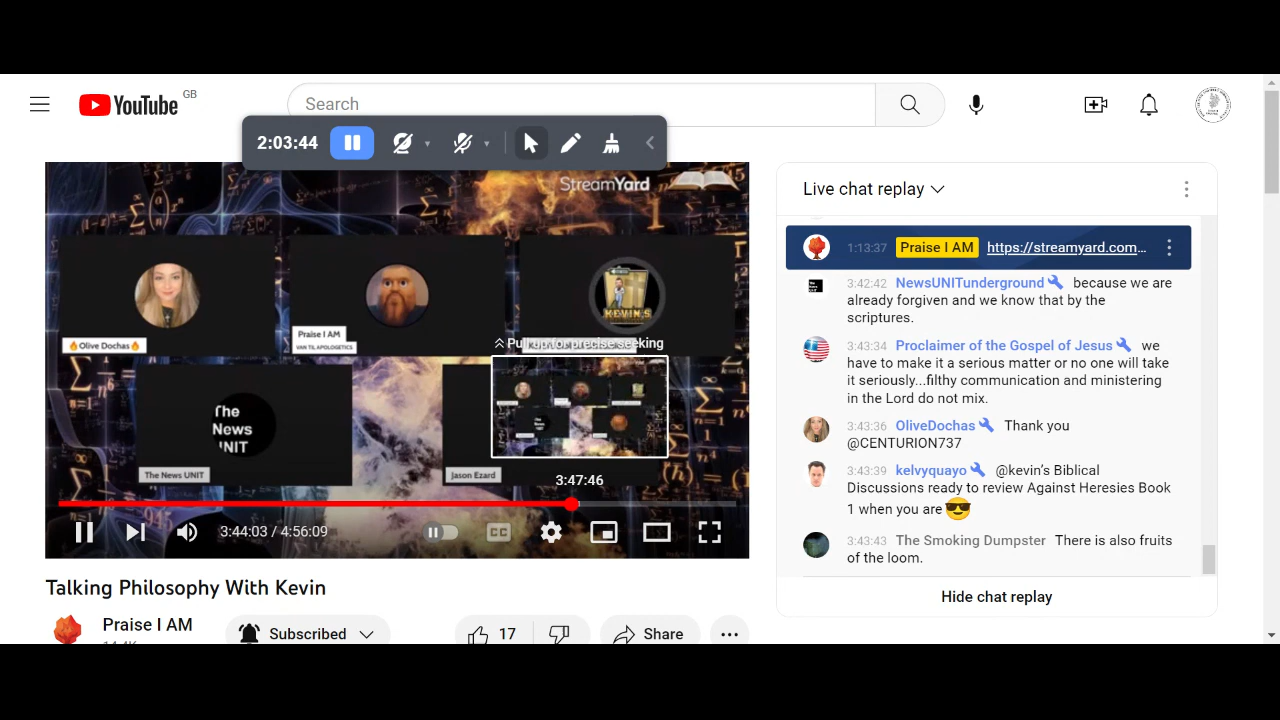 YouTube GB
Search
2:03:44
StreamYard
Live chat replay
1:13:37 Praise I AM https://streamyard.com...
3:42:42 NewsUNITunderground because we are
already forgiven and we know that by the
scriptures.
3:43:34 Proclaimer of the Gospel of Jesus we
have to make it a serious matter or no one will take
it seriously...filthy communication and ministering
in the Lord do not mix.
3:43:36 OliveDochas Thank you
@CENTURION737
3:43:39 kelvyquayo @kevin's Biblical
Discussions ready to review Against Heresies Book
1 when you are
3:43:43 The Smoking Dumpster There is also fruits
of the loom.
Hide chat replay
KEVIN'S
Praise I AM
VAN TIL APOLOGETICS
Olive Dochas
Pull up for precise seeking
The
News
UNIT
The News UNIT
Jason Ezard
3:47:46
3:44:03 / 4:56:09
CC
Talking Philosophy With Kevin
Praise I AM
Subscribed
17
Share